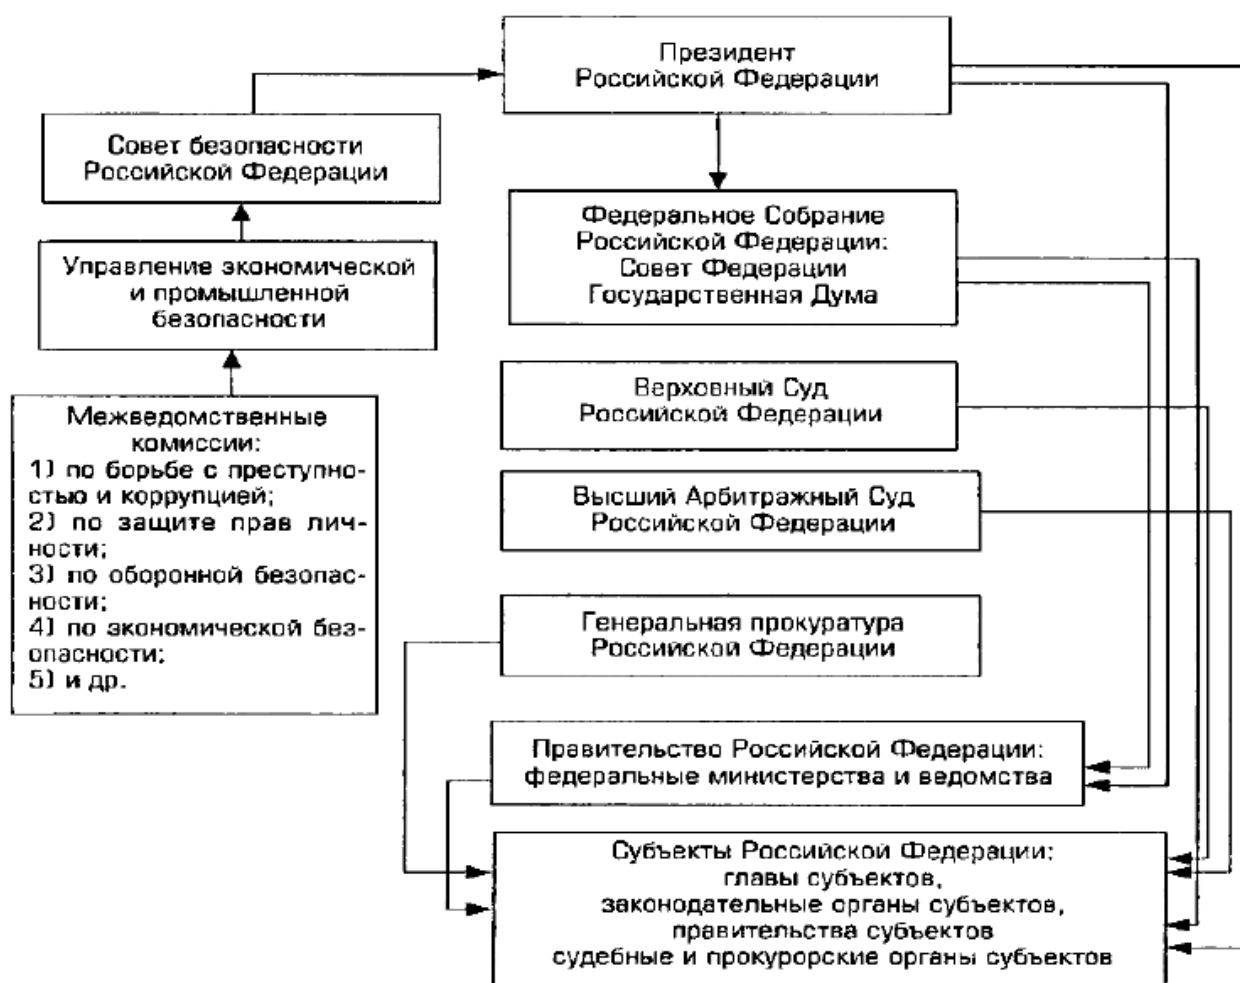 Президент
Российской Федерации
Совет безопасности
Российской Федерации
Федеральное Собрание
Российской Федерации:
Совет Федерации
Государственная Дума
Управление экономической
и промышленной
безопасности
Верховный Суд
Российской Федерации
Межведомственные
комиссии:
1) по борьбе с преступно-
стью и коррупцией;
2) по защите прав лич-
ности;
3) по оборонной безопас-
ности;
4) по экономической без-
опасности;
5) и др.
Высший Арбитражный Суд
Российской Федерации
Генеральная прокуратура
Российской Федерации
Правительство Российской Федерации:
федеральные министерства и ведомства
Субъекты Российской Федерации:
главы субъектов,
законодательные органы субъектов,
правительства субъектов
судебные и прокурорские органы субъектов